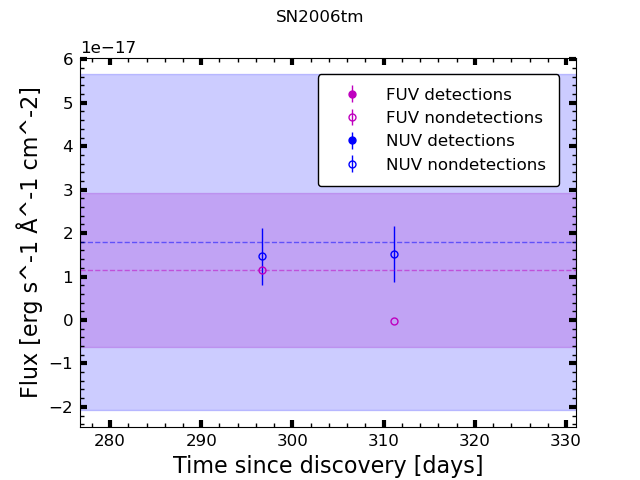 SN2006tm
1e−17
6
5
4
3
2
1
0
−1
−2
FUV detections
FUV nondetections
NUV detections
NUV nondetections
280 290 300 310 320 330
Time since discovery [days]
Flux [erg s^-1 Å^-1 cm^-2]